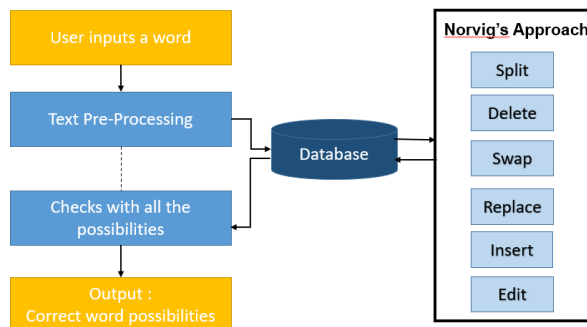 User inputs a word
Text Pre-Processing
Checks with all the
possibilities
Output :
Correct word possibilities
Database
Norvig's Approach
Split
Delete
Swap
Replace
Insert
Edit